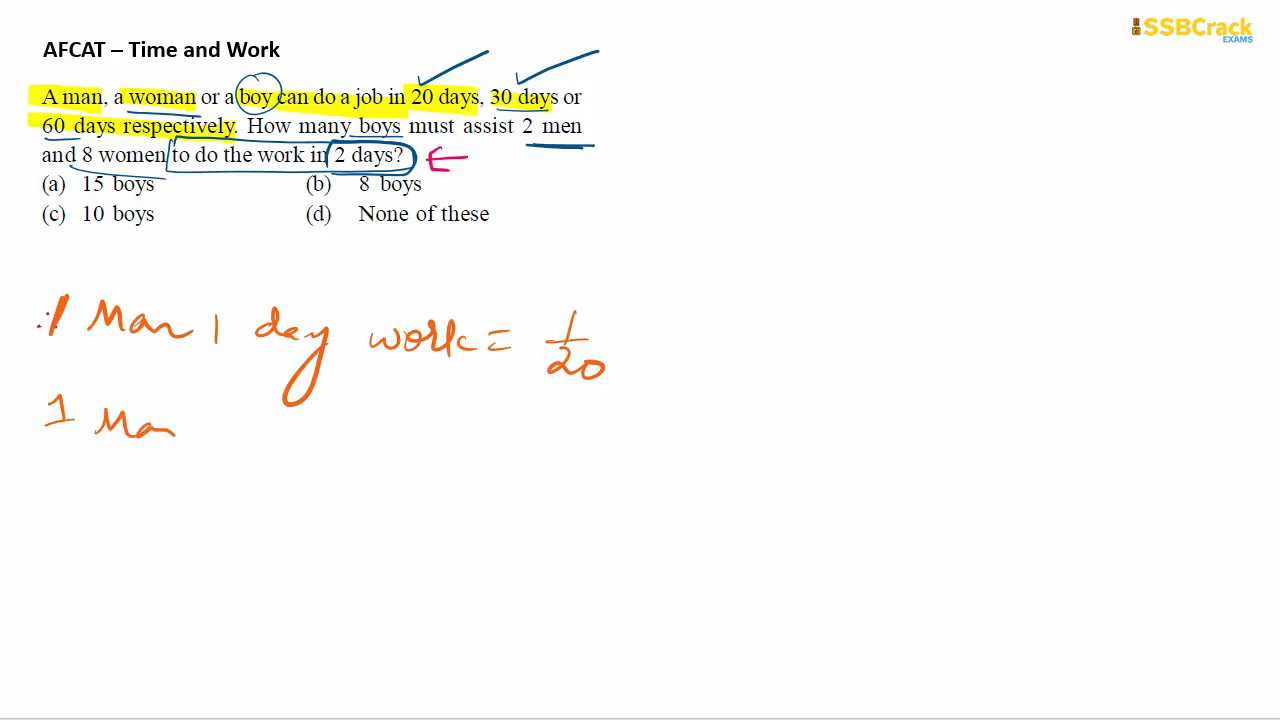 SSBCrack
EXAMS
AFCAT – Time and Work
A man, a woman or a boy can do a job in 20 days, 30 days or
60 days respectively. How many boys must assist 2 men
and 8 women to do the work in 2 days?
(a) 15 boys (b) 8 boys
(c) 10 boys (d) None of these
1 Man 1 day work = 1/20
1 Man